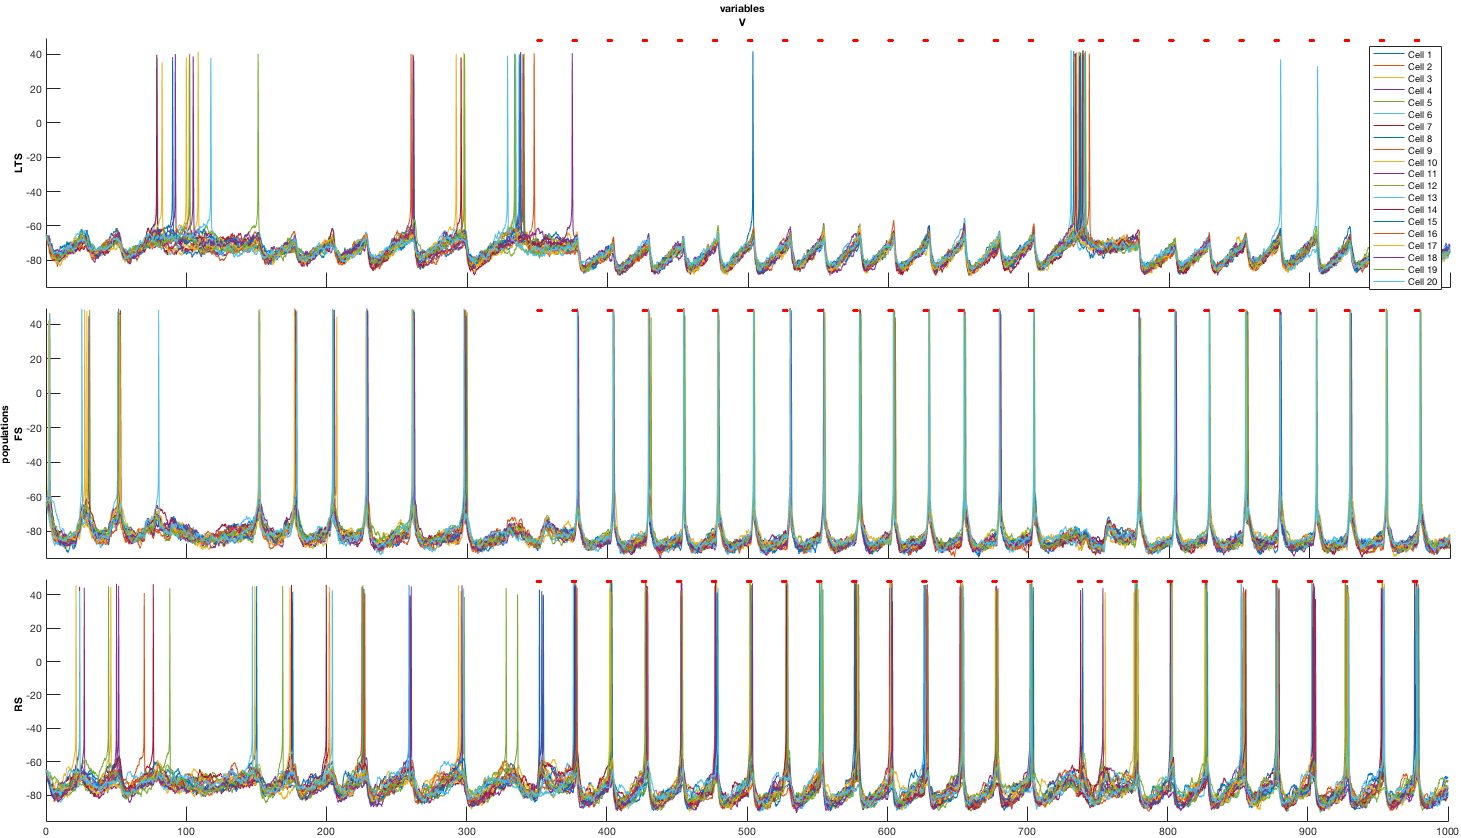 variables
V
40
20
0
-20
-40
-60
-80
LTS
Cell 1
Cell 2
Cell 3
Cell 4
Cell 5
Cell 6
Cell 7
Cell 8
Cell 9
Cell 10
Cell 11
Cell 12
Cell 13
Cell 14
Cell 15
Cell 16
Cell 17
Cell 18
Cell 19
Cell 20
40
20
0
-20
-40
-60
-80
populations
FS
40
20
0
-20
-40
-60
-80
RS
0 100 200 300 400 500 600 700 800 900 1000